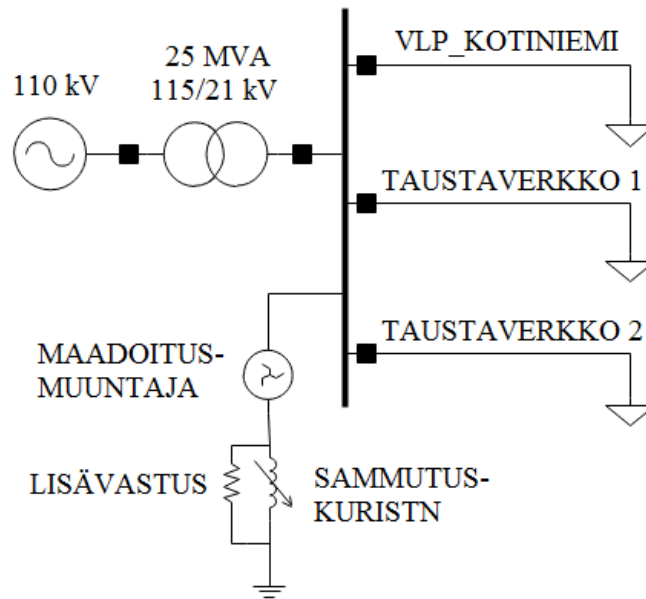 110 kV
25 MVA
115/21 kV
VLP_KOTINIEMI
TAUSTAVERKKO 1
TAUSTAVERKKO 2
MAADOITUS-
MUUNTAJA
LISÄVASTUS
SAMMUTUS-
KURISTN